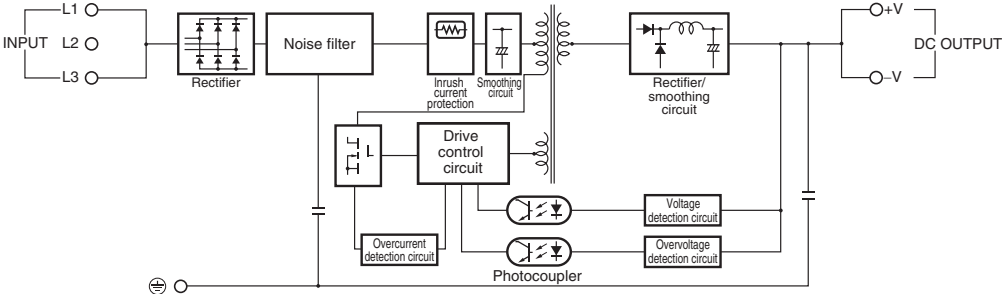 L1
INPUT L2
L3
Rectifier
Noise filter
Inrush
current
protection
Smoothing
circuit
Rectifier/
smoothing
circuit
+V
DC OUTPUT
–V
Drive
control
circuit
Overcurrent
detection circuit
Voltage
detection circuit
Overvoltage
detection circuit
Photocoupler